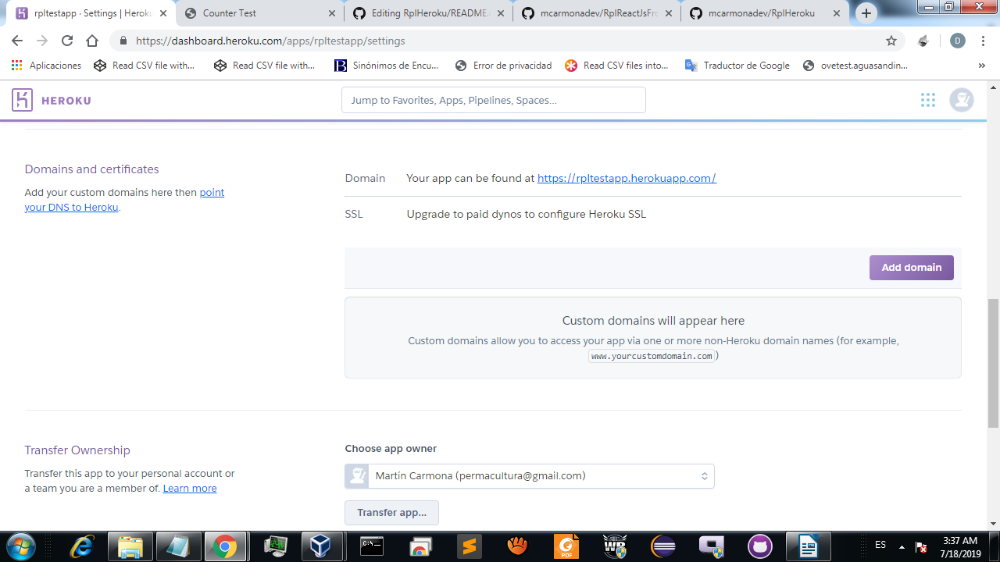 rpltestapp · Settings | Heroku
Counter Test
Editing RplHeroku/README.
mcarmonadev/RplReactJsFro
mcarmonadev/RplHeroku
https://dashboard.heroku.com/apps/rpltestapp/settings
D
Aplicaciones
Read CSV file with...
Read CSV file with...
B
Sinónimos de Encu...
Error de privacidad
Read CSV files into...
Traductor de Google
ovetest.aguasandin...
»
HEROKU
Jump to Favorites, Apps, Pipelines, Spaces...
Domains and certificates
Add your custom domains here then point
your DNS to Heroku.
Domain
Your app can be found at https://rpltestapp.herokuapp.com/
SSL
Upgrade to paid dynos to configure Heroku SSL
Add domain
Custom domains will appear here
Custom domains allow you to access your app via one or more non-Heroku domain names (for example,
www.yourcustomdomain.com)
Transfer Ownership
Transfer this app to your personal account or
a team you are a member of. Learn more
Choose app owner
Martín Carmona (permacultura@gmail.com)
Transfer app...
PDF
ES
3:37 AM
7/18/2019